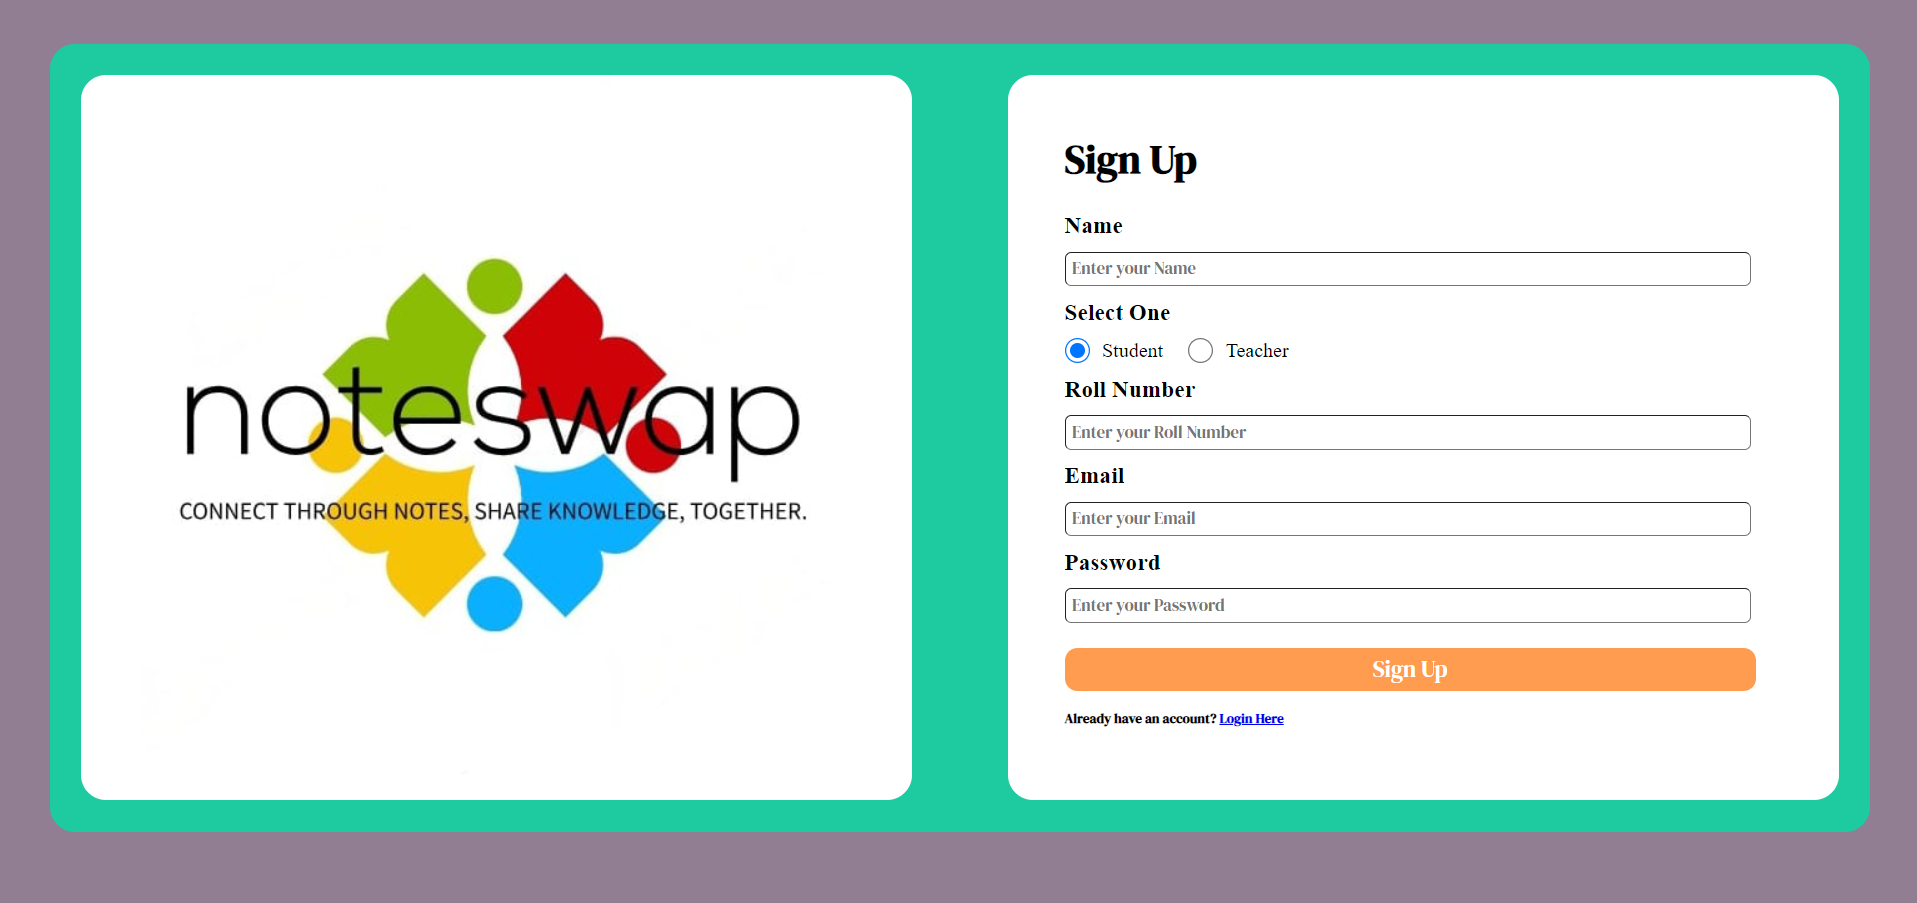 noteswap
CONNECT THROUGH NOTES, SHARE KNOWLEDGE, TOGETHER.
Sign Up
Name
Enter your Name
Select One
Student Teacher
Roll Number
Enter your Roll Number
Email
Enter your Email
Password
Enter your Password
Sign Up
Already have an account? Login Here